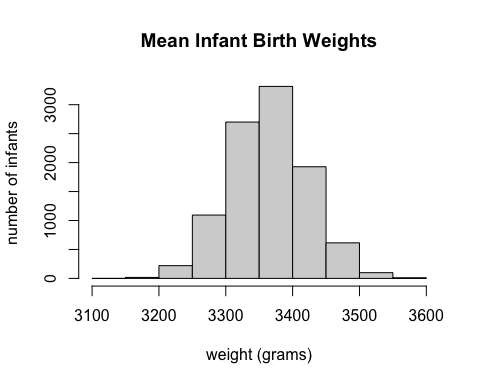 Mean Infant Birth Weights
number of infants
3000
2000
1000
0
3100 3200 3300 3400 3500 3600
weight (grams)